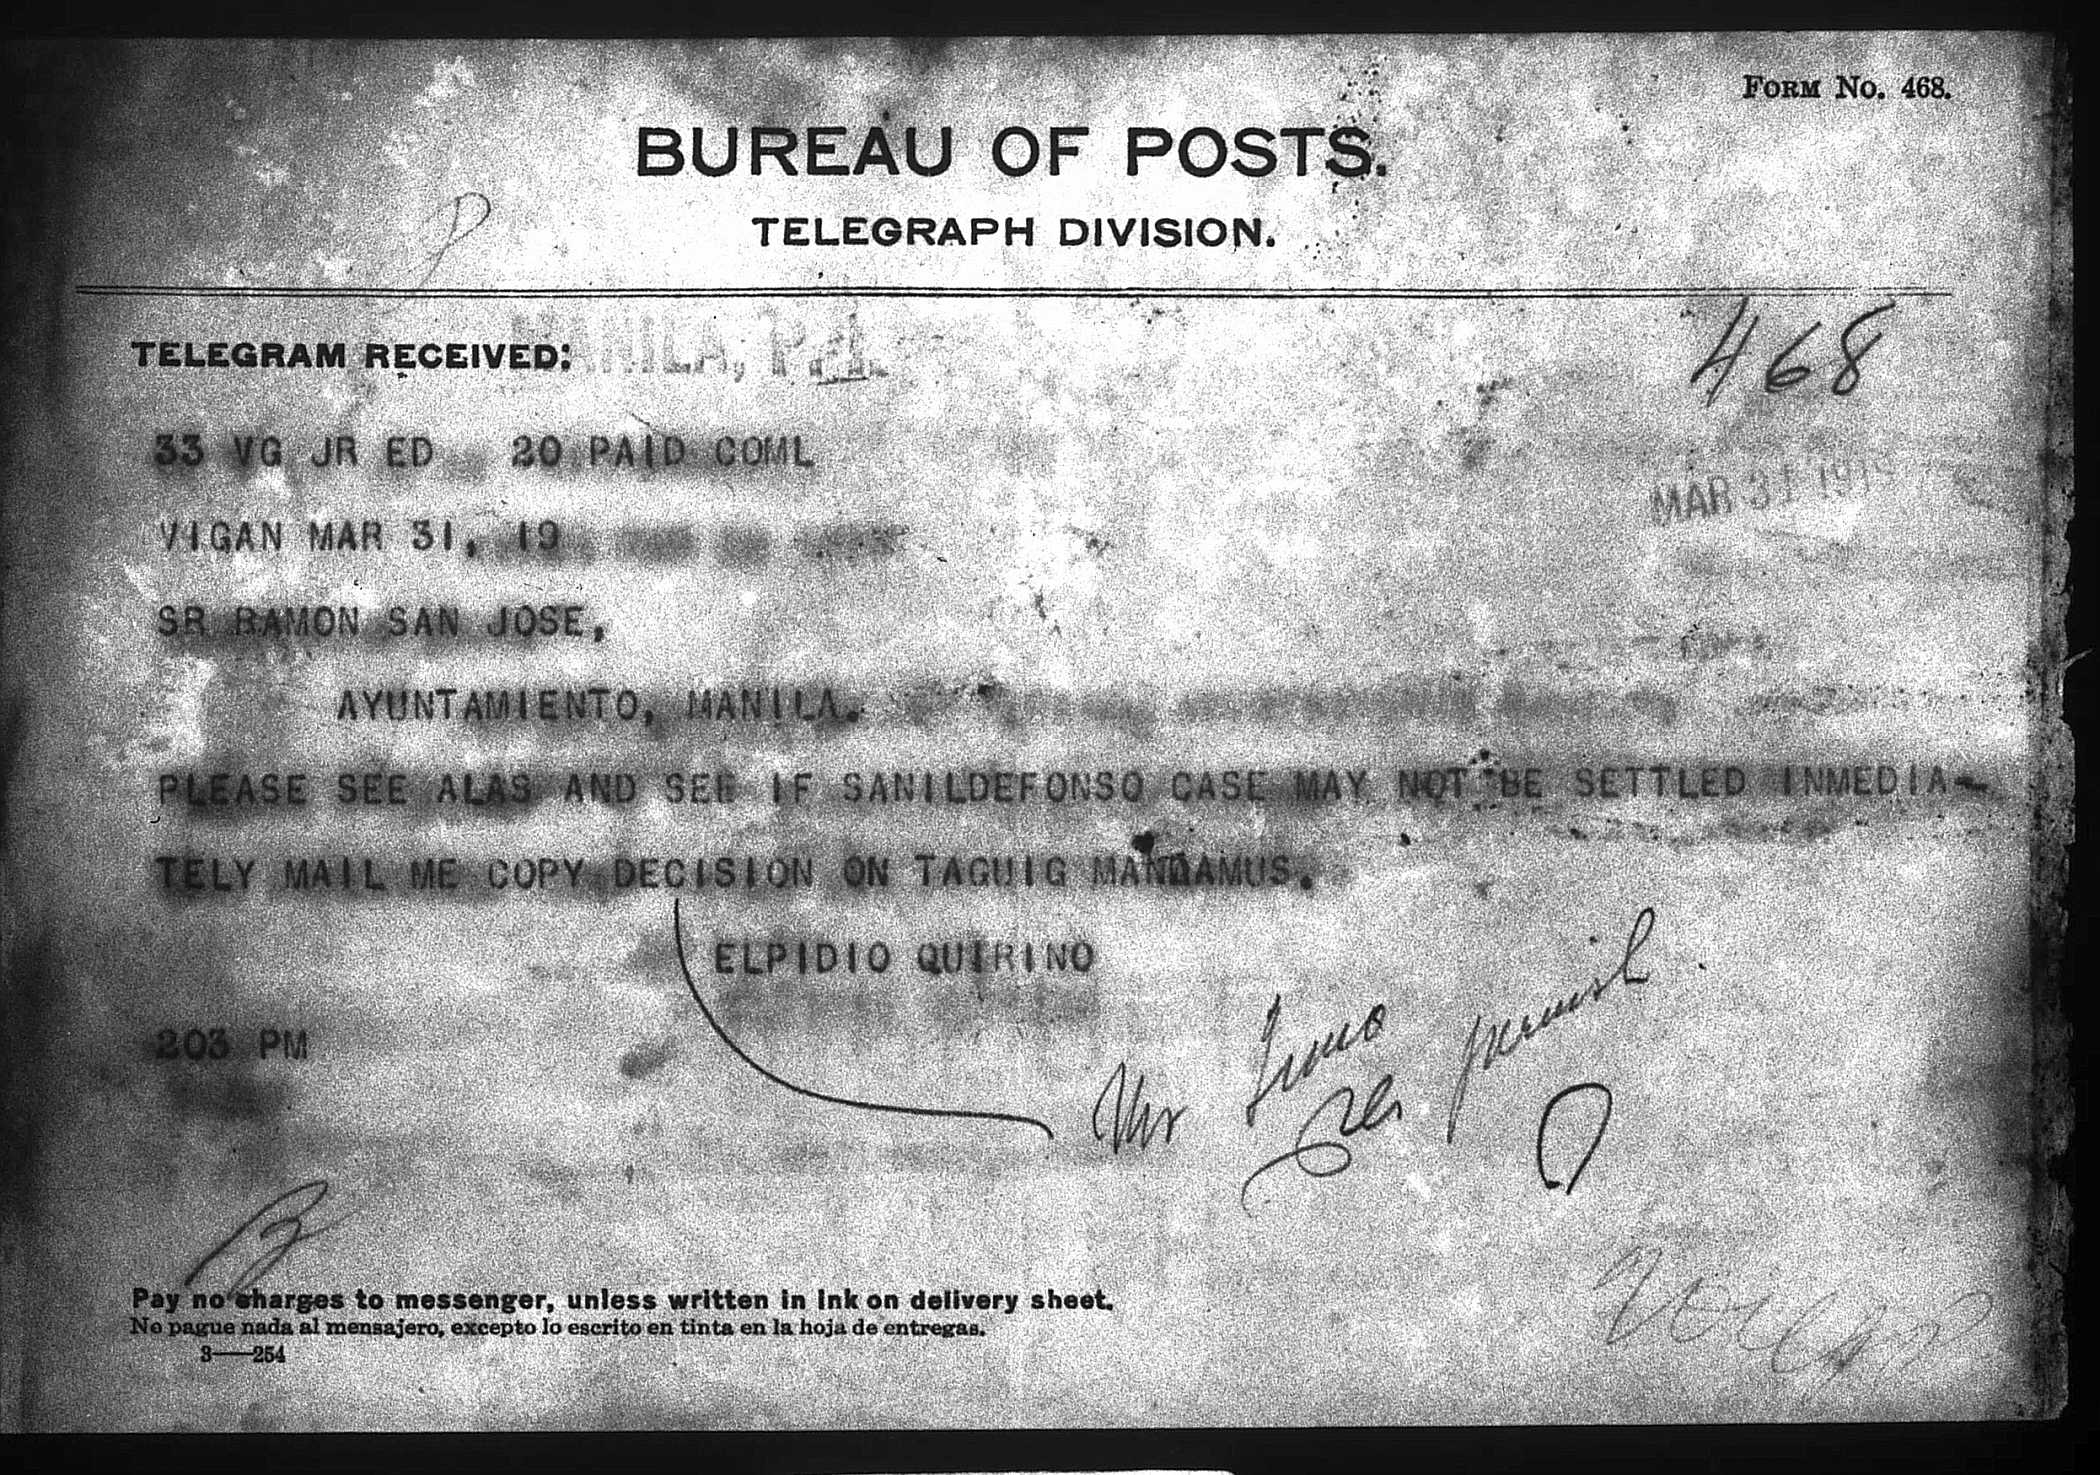 FORM NO. 468.
BUREAU OF POSTS.
TELEGRAPH DIVISION.
TELEGRAM RECEIVED:
MANILA, P. I.
468
33 VG JR ED 20 PAID COML
MAR 31 1919
VIGAN MAR 31, 19
SR RAMON SAN JOSE,
AYUNTAMIENTO, MANILA.
PLEASE SEE ALAS AND SEE IF SANILDEFONSO CASE MAY NOT BE SETTLED INMEDIA-
TELY MAIL ME COPY DECISION ON TAGUIG MANDAMUS.
ELPIDIO QUIRINO
203 PM
Pay no charges to messenger, unless written in ink on delivery sheet.
No pague nada al mensajero, excepto lo escrito en tinta en la hoja de entregas.
3——254